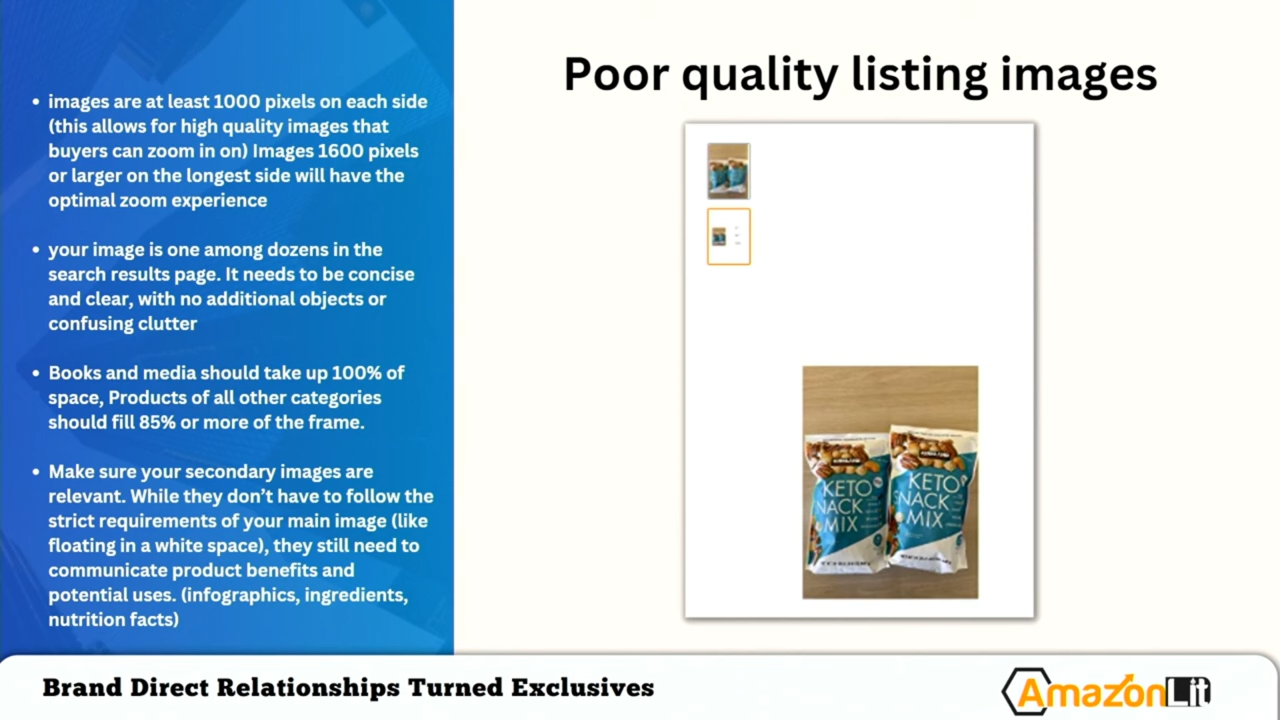 Poor quality listing images
• images are at least 1000 pixels on each side
(this allows for high quality images that
buyers can zoom in on) Images 1600 pixels
or larger on the longest side will have the
optimal zoom experience
• your image is one among dozens in the
search results page. It needs to be concise
and clear, with no additional objects or
confusing clutter
• Books and media should take up 100% of
space, Products of all other categories
should fill 85% or more of the frame.
• Make sure your secondary images are
relevant. While they don’t have to follow the
strict requirements of your main image (like
floating in a white space), they still need to
communicate product benefits and
potential uses. (infographics, ingredients,
nutrition facts)
KIRKLAND
KETO
SNACK
MIX
KIRKLAND
KETO
SNACK
MIX
Brand Direct Relationships Turned Exclusives
AmazonLit